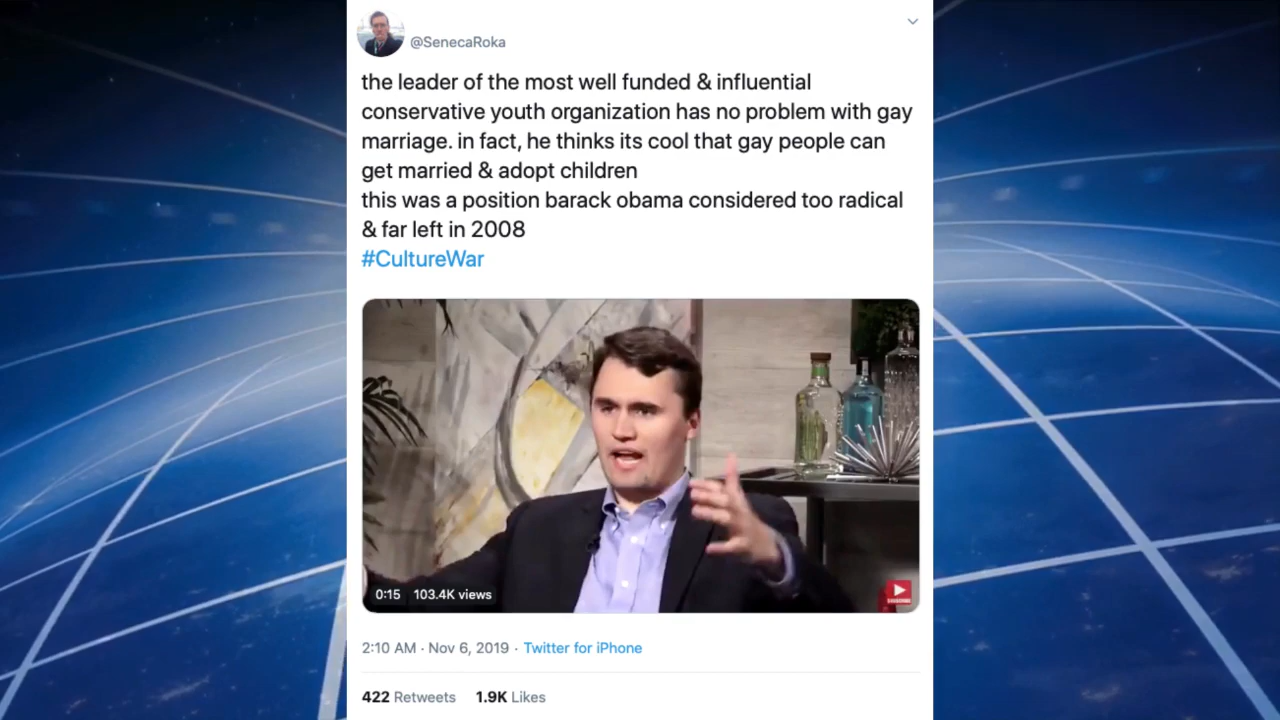 @SenecaRoka
the leader of the most well funded & influential
conservative youth organization has no problem with gay
marriage. in fact, he thinks its cool that gay people can
get married & adopt children
this was a position barack obama considered too radical
& far left in 2008
#CultureWar
0:15 103.4K views
2:10 AM · Nov 6, 2019 · Twitter for iPhone
422 Retweets 1.9K Likes